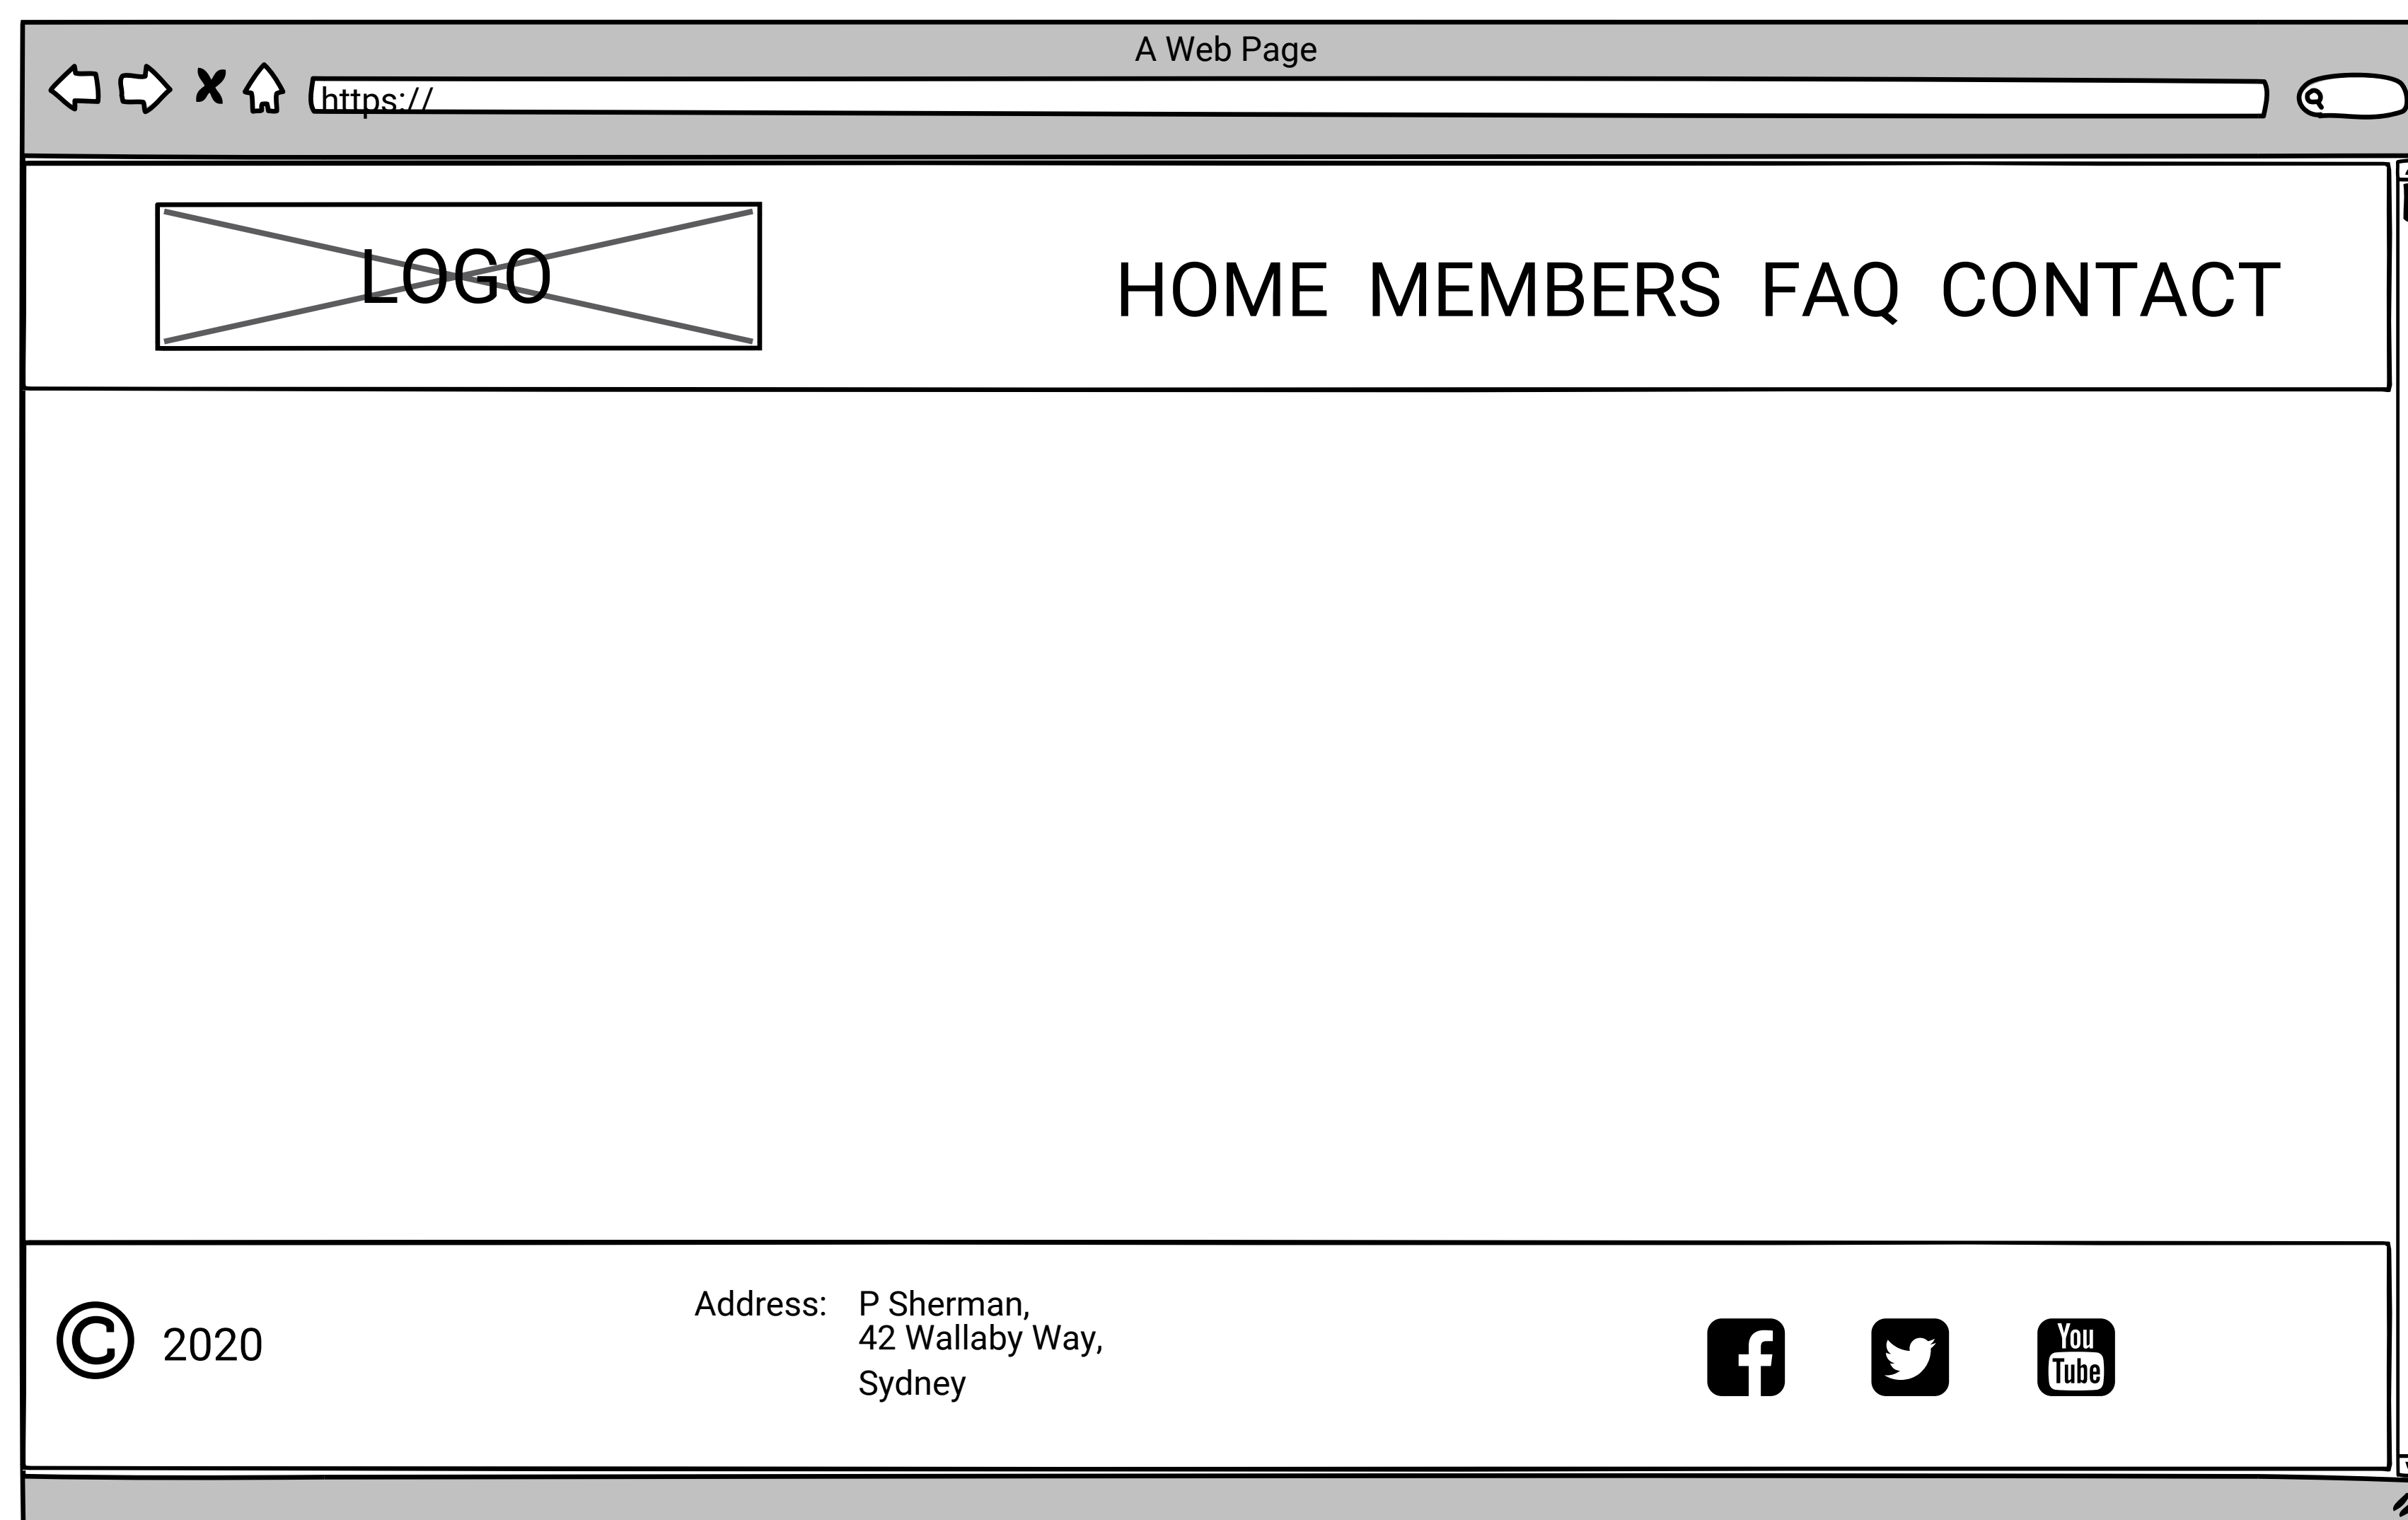 A Web Page
https://
LOGO
HOME MEMBERS FAQ CONTACT
© 2020
Address: P Sherman,
42 Wallaby Way,
Sydney
f
You
Tube